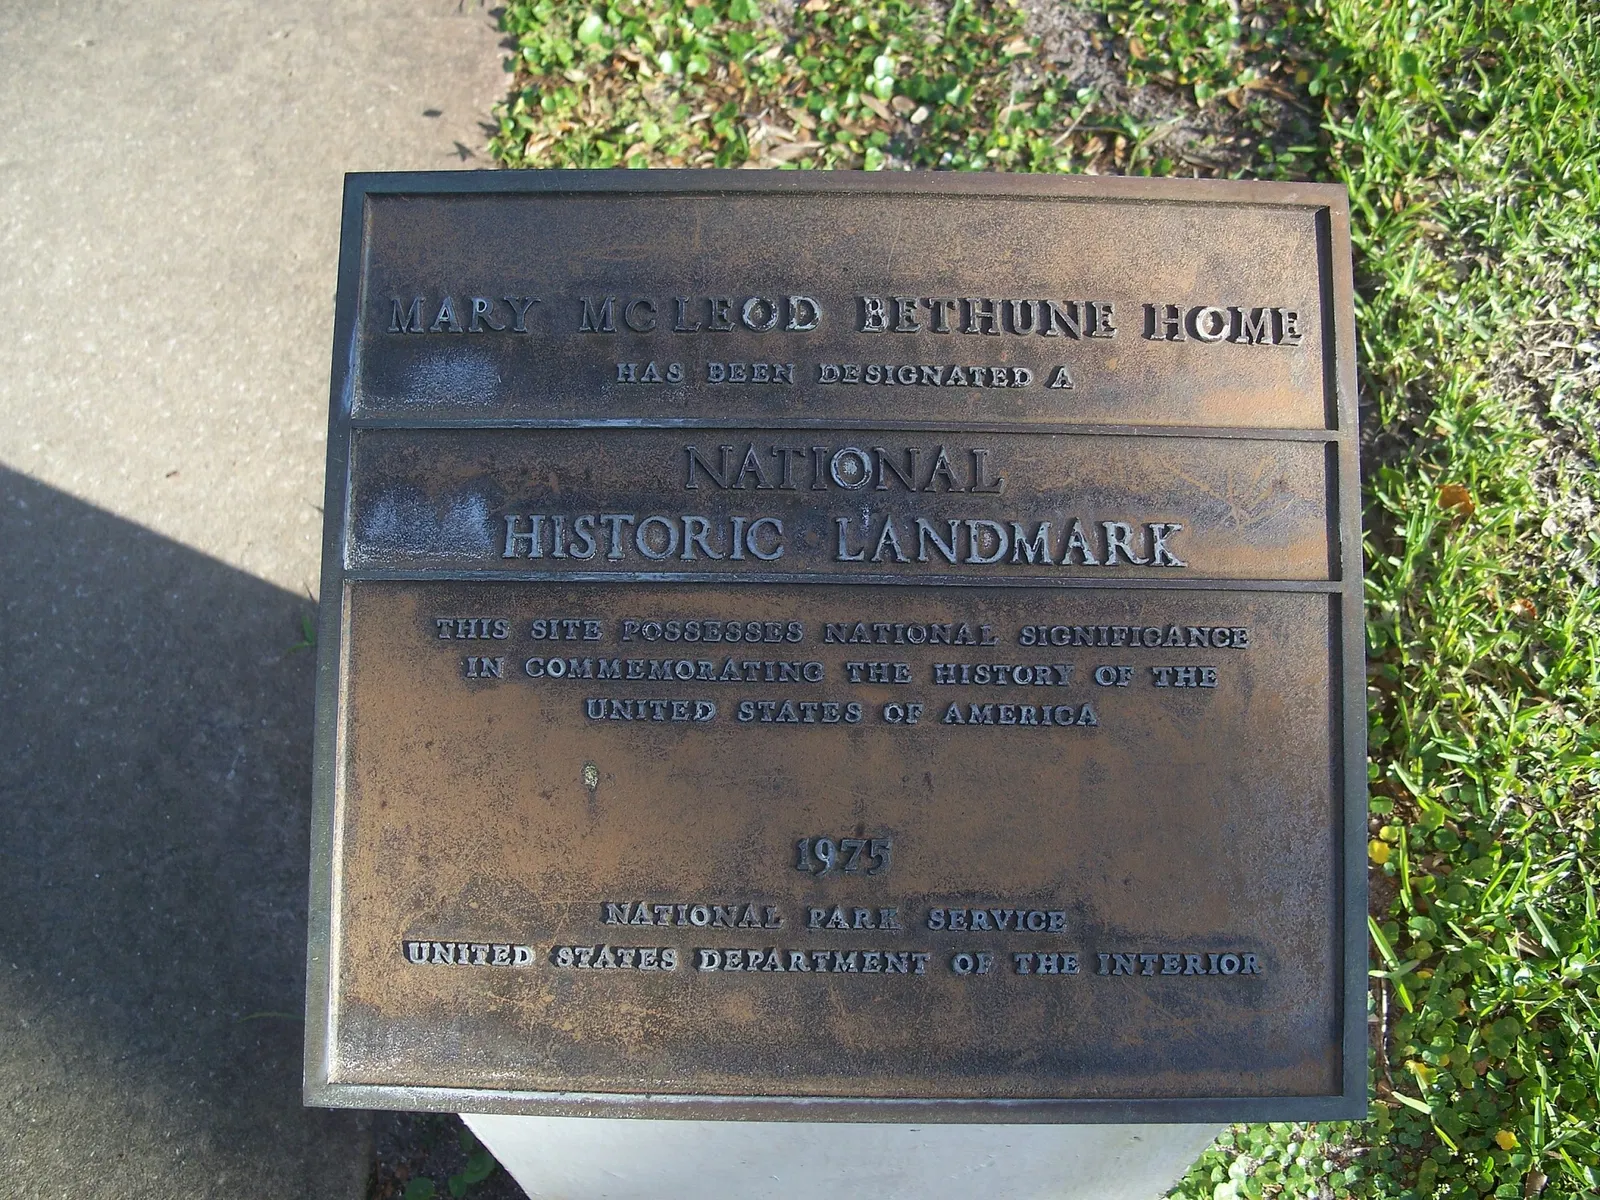 MARY MCLEOD BETHUNE HOME
HAS BEEN DESIGNATED A
NATIONAL
HISTORIC LANDMARK
THIS SITE POSSESSES NATIONAL SIGNIFICANCE
IN COMMEMORATING THE HISTORY OF THE
UNITED STATES OF AMERICA
1975
NATIONAL PARK SERVICE
UNITED STATES DEPARTMENT OF THE INTERIOR